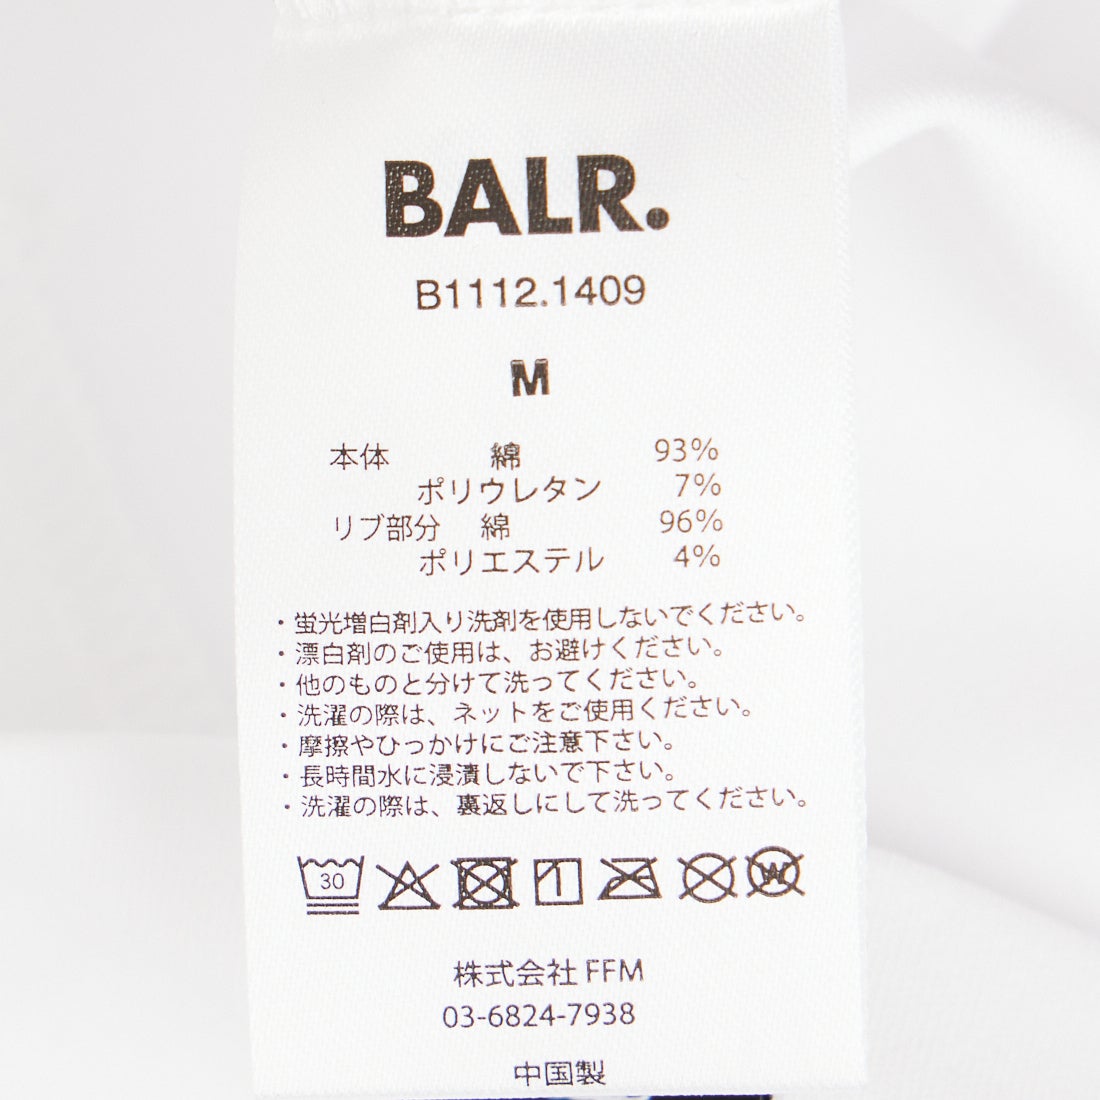 BALR.
B1112.1409
M
本体 綿 93%
ポリウレタン 7%
リブ部分 綿 96%
ポリエステル 4%
・蛍光増白剤入り洗剤を使用しないでください。
・漂白剤のご使用は、お避けください。
・他のものと分けて洗ってください。
・洗濯の際は、ネットをご使用ください。
・摩擦やひっかけにご注意下さい。
・長時間水に浸漬しないで下さい。
・洗濯の際は、裏返しにして洗ってください。
30 W
株式会社 FFM
03-6824-7938
中国製